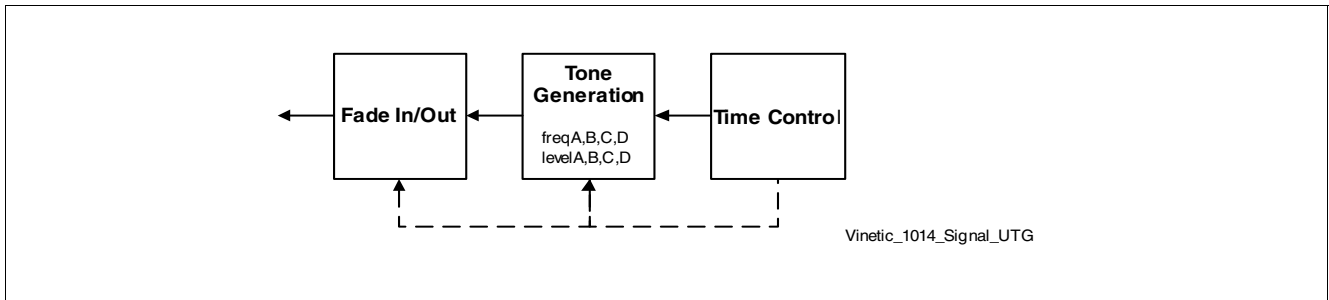 Fade In/Out
Tone
Generation
freqA,B,C,D
levelA,B,C,D
Time Control
Vinetic_1014_Signal_UTG